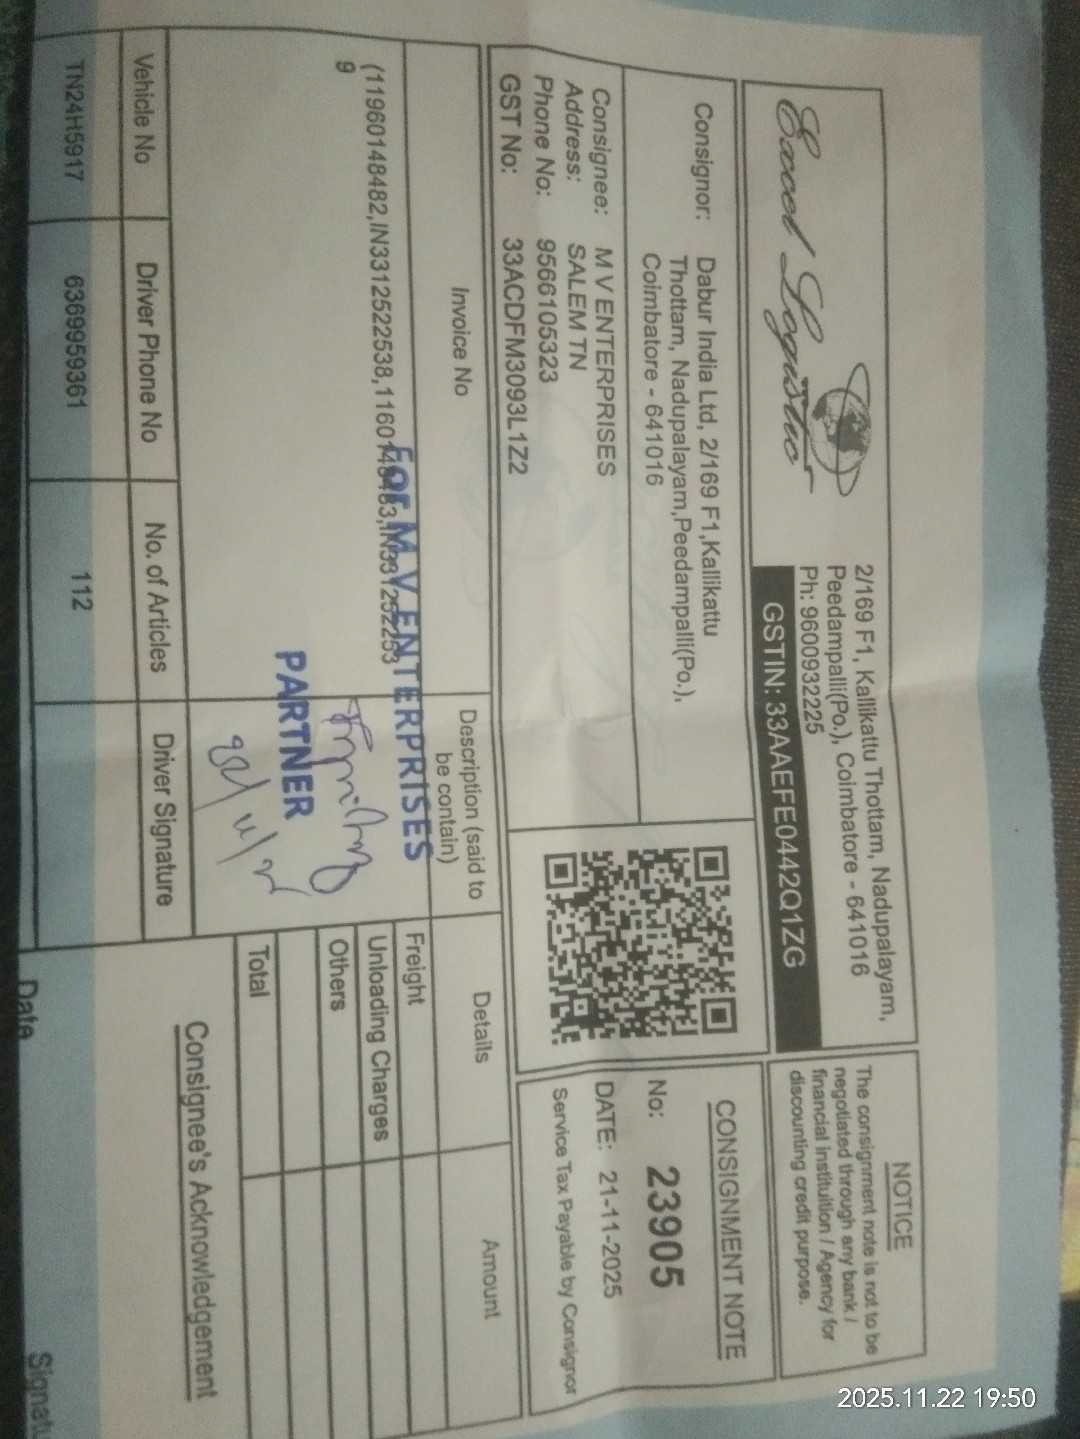 Excel Logistic
2/169 F1, Kallikattu Thottam, Nadupalayam,
Peedampalli(Po.), Coimbatore - 641016
Ph: 9600932225
GSTIN: 33AAEFE0442Q1ZG
NOTICE
The consignment note is not to be
negotiated through any bank /
financial instituition / Agency for
discounting credit purpose.
Consignor: Dabur India Ltd, 2/169 F1,Kallikattu
Thottam, Nadupalayam,Peedampalli(Po.),
Coimbatore - 641016
Consignee: M V ENTERPRISES
Address: SALEM TN
Phone No: 9566105323
GST No: 33ACDFM3093L1Z2
CONSIGNMENT NOTE
No: 23905
DATE: 21-11-2025
Service Tax Payable by Consignor
Invoice No
Description (said to
be contain)
Details
Amount
(11960148482,IN3312522538,1160148483,IN331252253
9
For M.V.ENTERPRISES
PARTNER
Freight
Unloading Charges
Others
Total
Vehicle No
Driver Phone No
No. of Articles
Driver Signature
TN24H5917
6369959361
112
Consignee's Acknowledgement
Date
2025.11.22 19:50